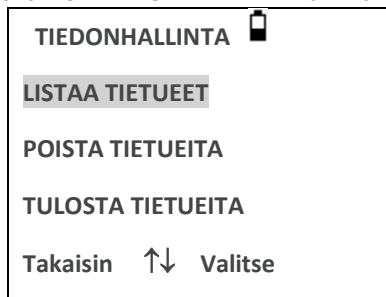 TIEDONHALLINTA
LISTAA TIETUEET
POISTA TIETUEITA
TULOSTA TIETUEITA
Takaisin ↑↓ Valitse